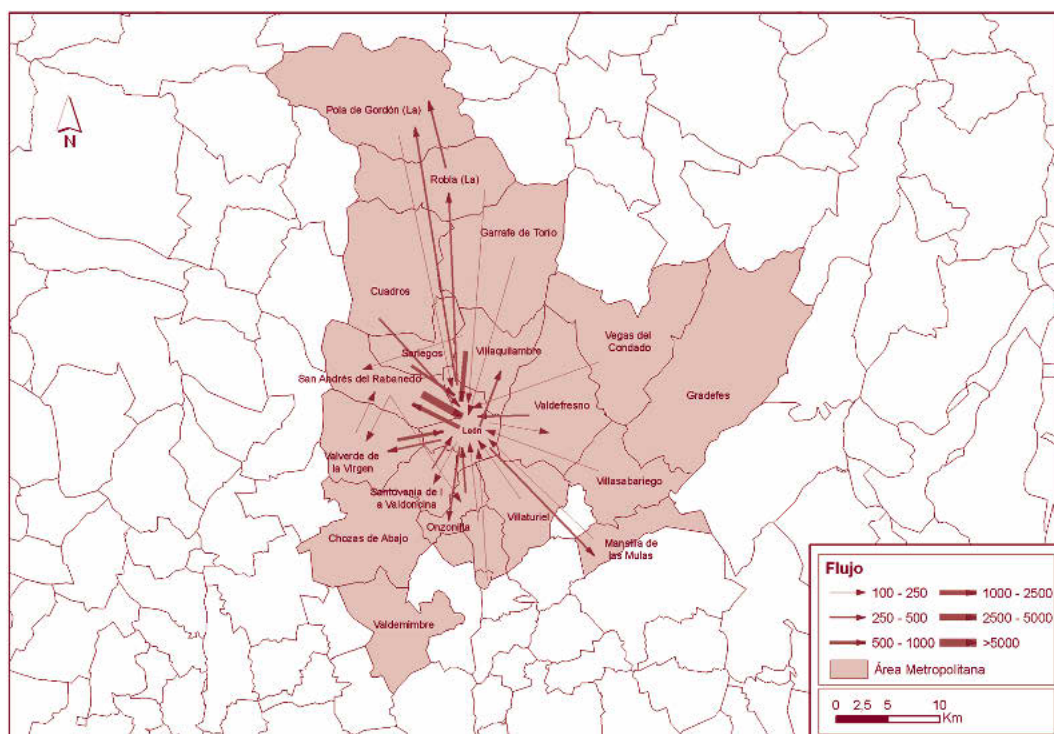 N
Pola de Gordón (La)
Robla (La)
Garrafe de Torío
Cuadros
Vegas del
Condado
Sariegos
Villaquilambre
San Andrés del Rabanedo
Gradefes
Valdefresno
León
Valverde de
la Virgen
Villasabariego
Santovania de l
a Valdoncina
Villaturiel
Onzonilla
Chozas de Abajo
Mansilla de
las Mulas
Valdemimbre
Flujo
100 - 250
1000 - 2500
250 - 500
2500 - 5000
500 - 1000
>5000
Área Metropolitana
0 2,5 5 10
Km